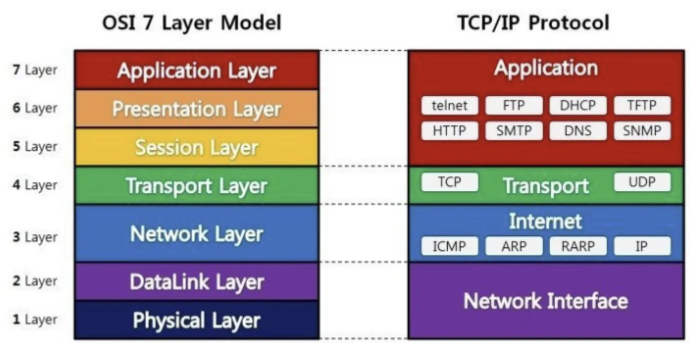 OSI 7 Layer Model
TCP/IP Protocol
7 Layer
Application Layer
Application
6 Layer
Presentation Layer
telnet FTP DHCP TFTP
HTTP SMTP DNS SNMP
5 Layer
Session Layer
4 Layer
Transport Layer
TCP Transport UDP
3 Layer
Network Layer
Internet
ICMP ARP RARP IP
2 Layer
DataLink Layer
Network Interface
1 Layer
Physical Layer